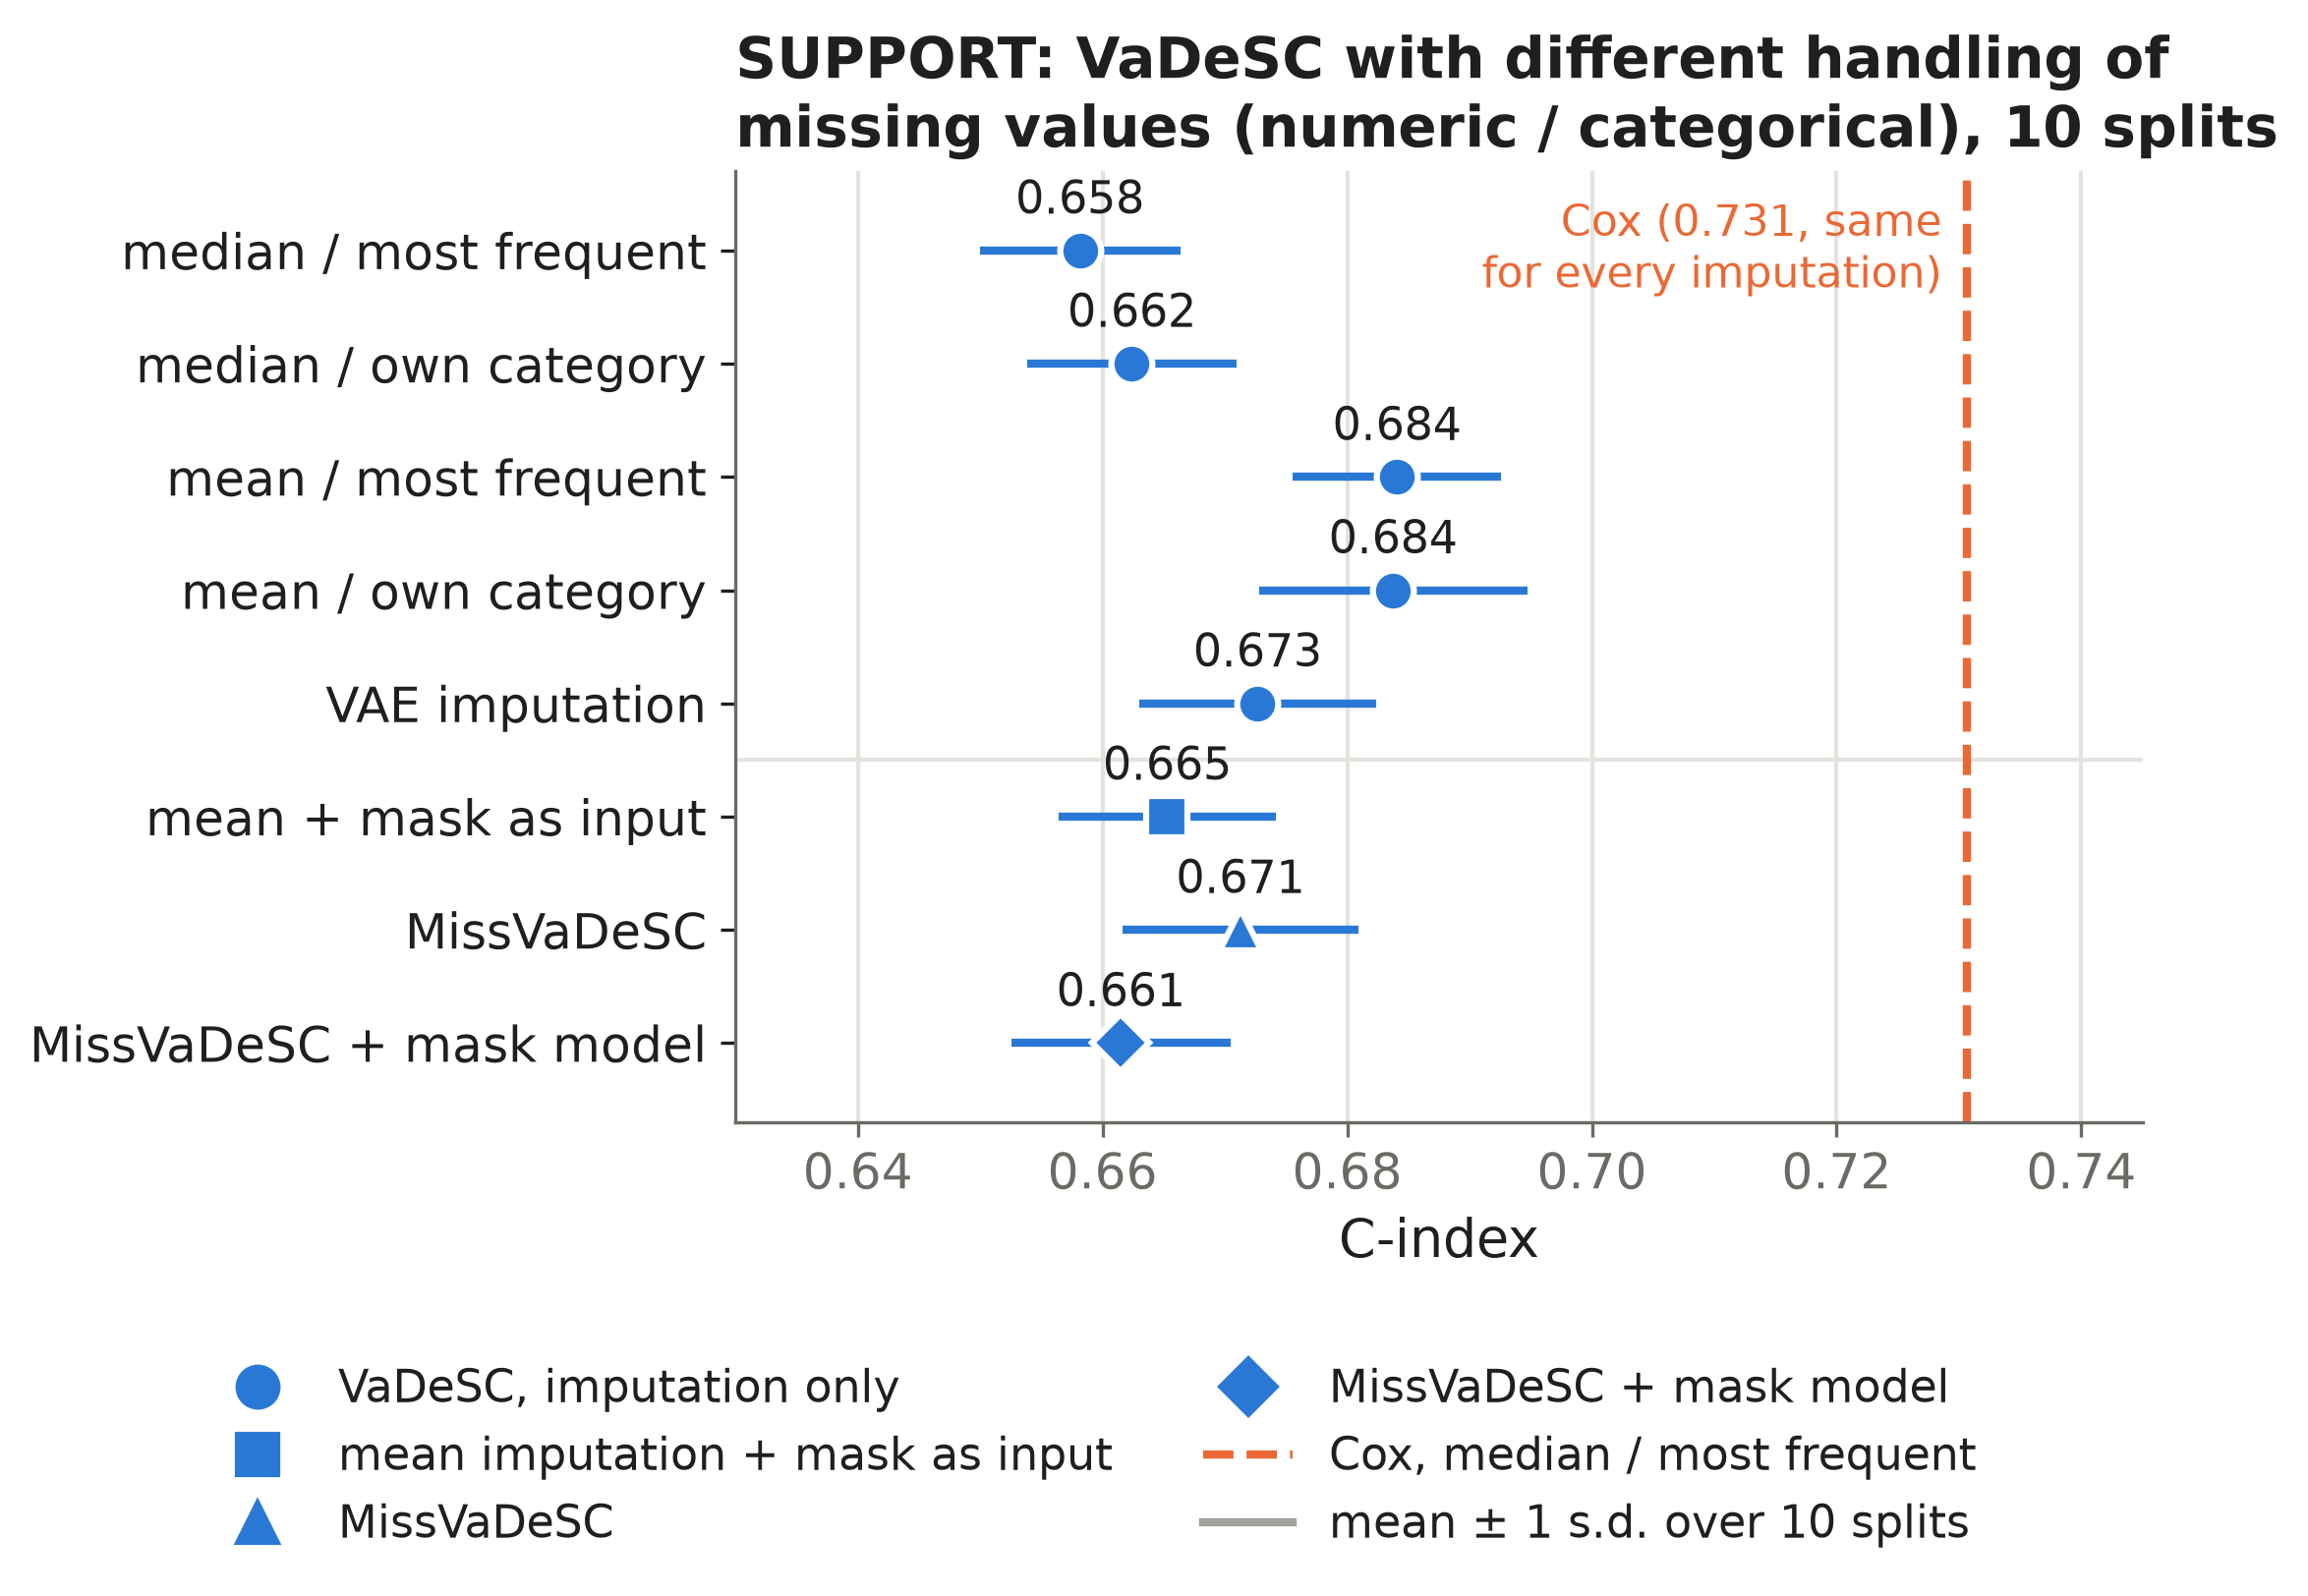 SUPPORT: VaDeSC with different handling of
missing values (numeric / categorical), 10 splits
Cox (0.731, same
for every imputation)
median / most frequent
0.658
median / own category
0.662
mean / most frequent
0.684
mean / own category
0.684
VAE imputation
0.673
mean + mask as input
0.665
MissVaDeSC
0.671
MissVaDeSC + mask model
0.661
0.64 0.66 0.68 0.70 0.72 0.74
C-index
VaDeSC, imputation only
mean imputation + mask as input
MissVaDeSC
MissVaDeSC + mask model
Cox, median / most frequent
mean ± 1 s.d. over 10 splits